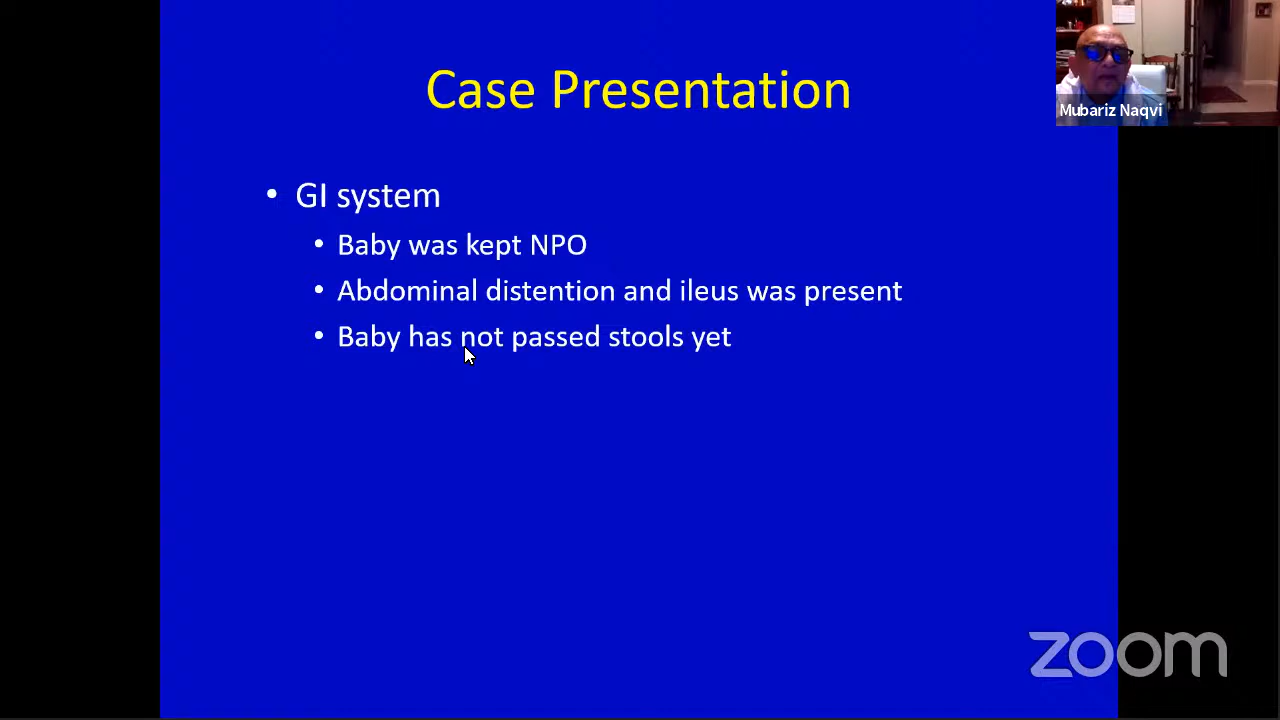 Case Presentation
Mubariz Naqvi
• GI system
• Baby was kept NPO
• Abdominal distention and ileus was present
• Baby has not passed stools yet
zoom